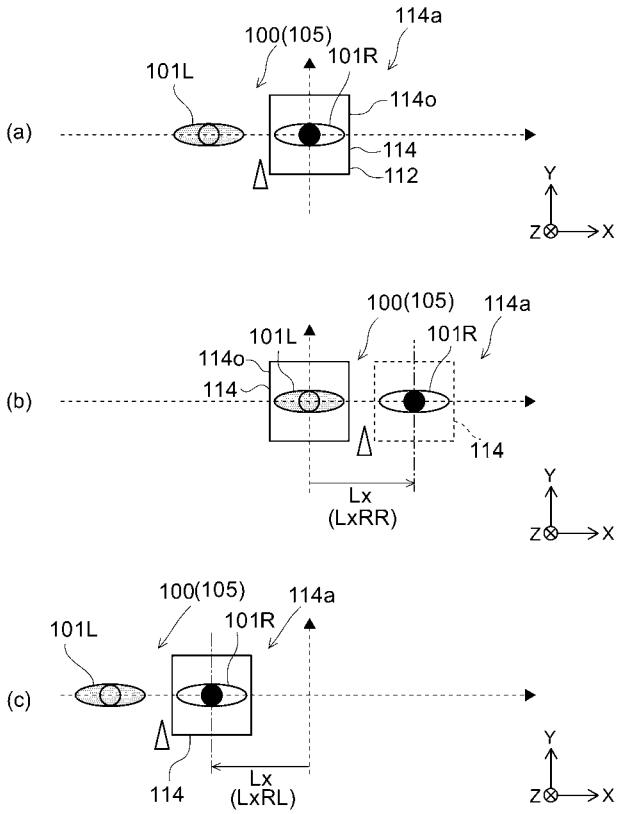 114a
100(105)
101L
101R
114o
(a)
114
112
Y
Z
X
100(105)
114a
101L
101R
114o
114
(b)
114
Lx
(LxRR)
Y
Z
X
100(105)
114a
101L
101R
(c)
114
Lx
(LxRL)
Y
Z
X